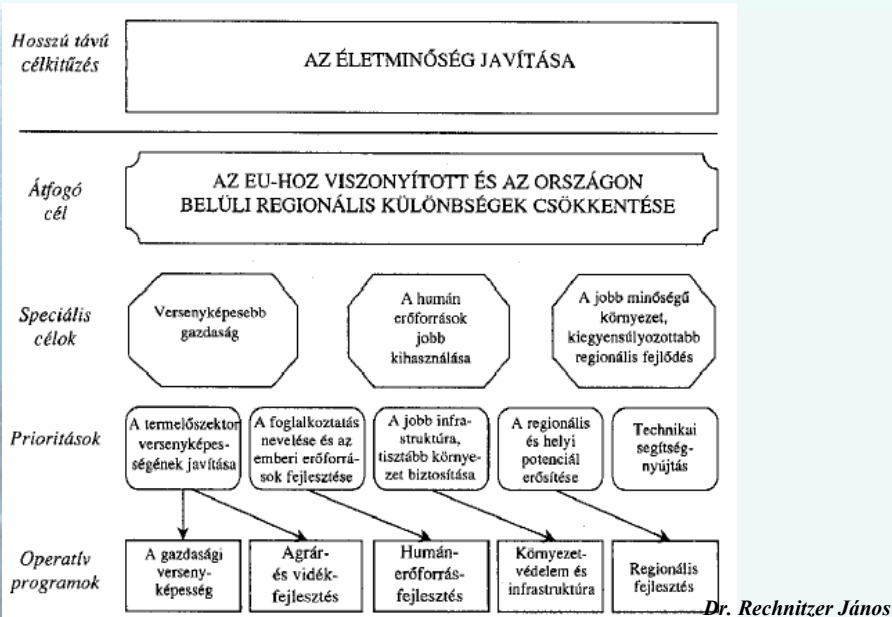 Hosszú távú
célkitűzés
AZ ÉLETMINŐSÉG JAVÍTÁSA
Átfogó
cél
AZ EU-HOZ VISZONYÍTOTT ÉS AZ ORSZÁGON
BELÜLI REGIONÁLIS KÜLÖNBSÉGEK CSÖKKENTÉSE
Speciális
célok
Versenyképesebb
gazdaság
A humán
erőforrások
jobb
kihasználása
A jobb minőségű
környezet,
kiegyensúlyozottabb
regionális fejlődés
Prioritások
A termelőszektor
versenyképes-
ségének javítása
A foglalkoztatás
nevelése és az
emberi erőforrá-
sok fejlesztése
A jobb infra-
struktúra,
tisztább környe-
zet biztosítása
A regionális
és helyi
potenciál
erősítése
Technikai
segítség-
nyújtás
Operatív
programok
A gazdasági
verseny-
képesség
Agrár-
és vidék-
fejlesztés
Humán-
erőforrás-
fejlesztés
Környezet-
védelem és
infrastruktúra
Regionális
fejlesztés
Dr. Rechnitzer János